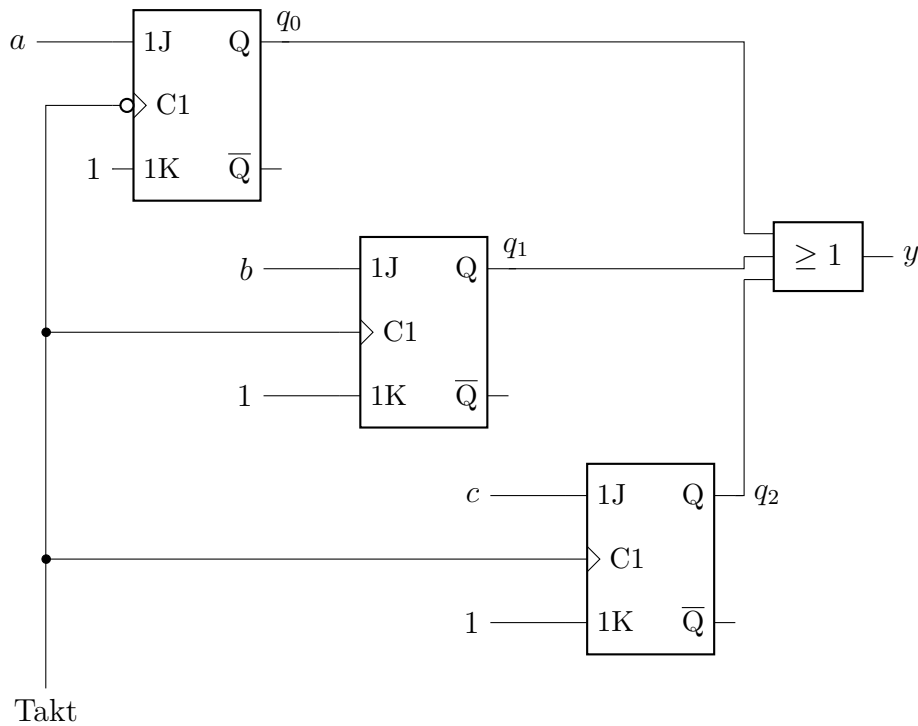 a 1J Q q₀
C1
1 1K Q̅
b 1J Q q₁
≥ 1 y
C1
1 1K Q̅
c 1J Q q₂
C1
1 1K Q̅
Takt